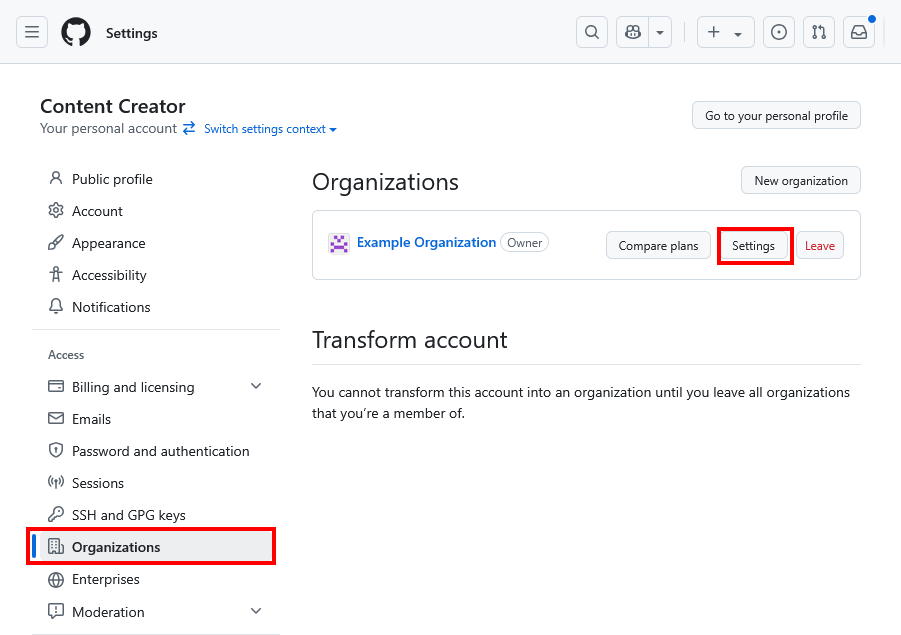 Settings
Content Creator
Your personal account Switch settings context
Go to your personal profile
Public profile
Account
Appearance
Accessibility
Notifications
Access
Billing and licensing
Emails
Password and authentication
Sessions
SSH and GPG keys
Organizations
Enterprises
Moderation
Organizations
New organization
Example Organization Owner
Compare plans
Settings
Leave
Transform account
You cannot transform this account into an organization until you leave all organizations
that you’re a member of.